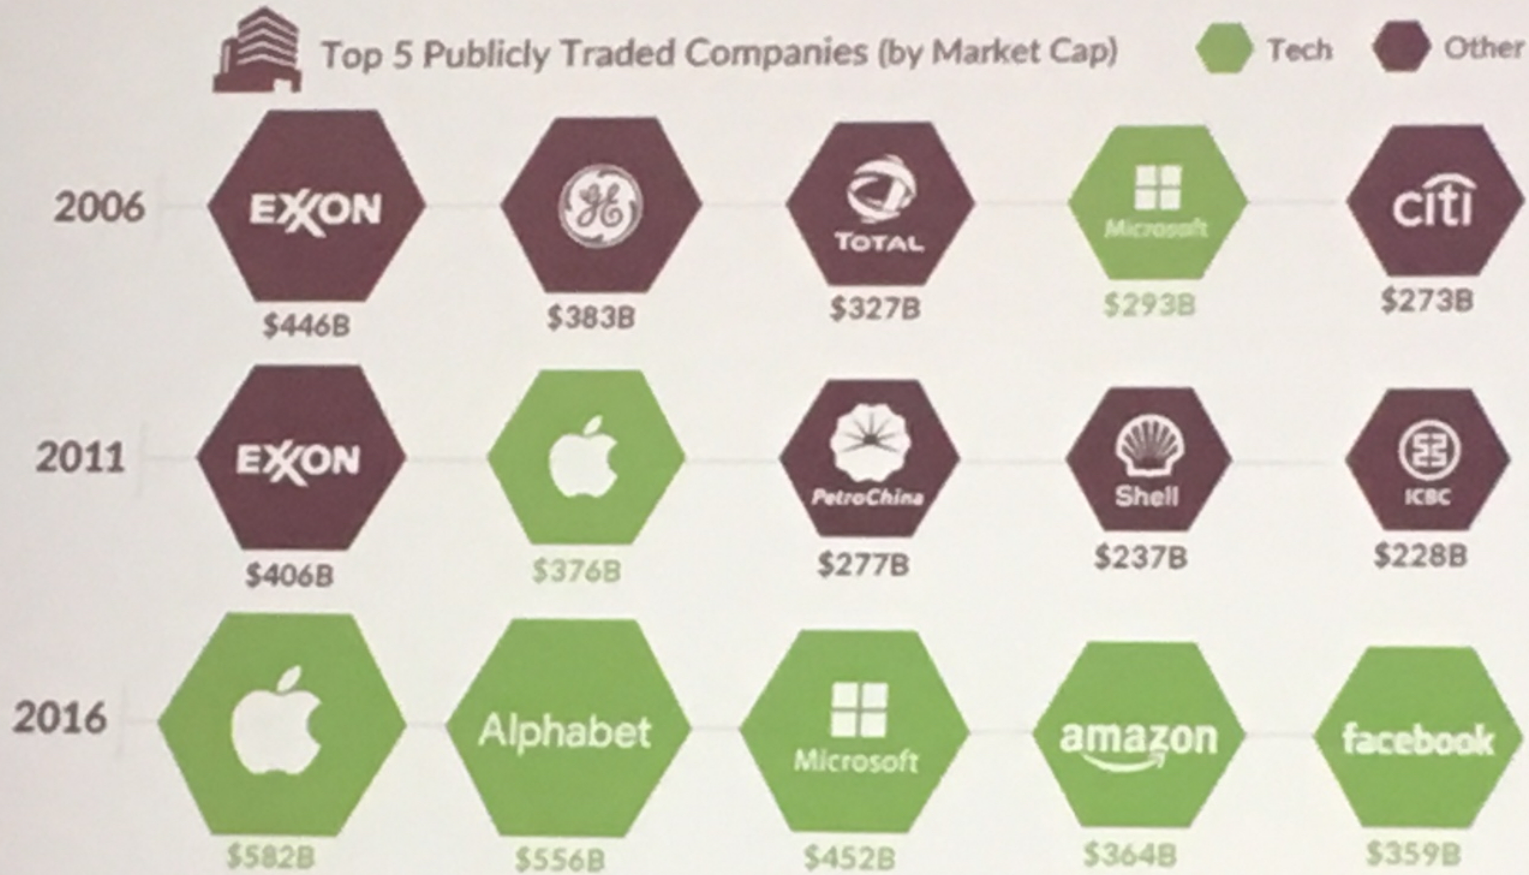 Top 5 Publicly Traded Companies (by Market Cap)
Tech
Other
2006
EXXON
GE
TOTAL
Microsoft
citi
$446B
$383B
$327B
$293B
$273B
2011
EXXON
PetroChina
Shell
ICBC
$406B
$376B
$277B
$237B
$228B
2016
Alphabet
Microsoft
amazon
facebook
$582B
$556B
$452B
$364B
$359B